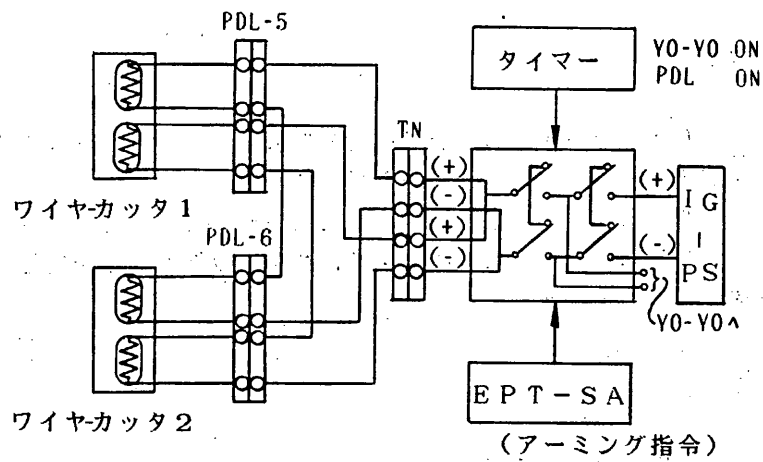 PDL-5
タイマー
YO-YO ON
PDL ON
TN
(+)
(-)
(+)
(-)
(+)
(-)
IG-PS
ワイヤーカッタ1
PDL-6
YO-YOへ
EPT-SA
ワイヤーカッタ2
(アーミング指令)